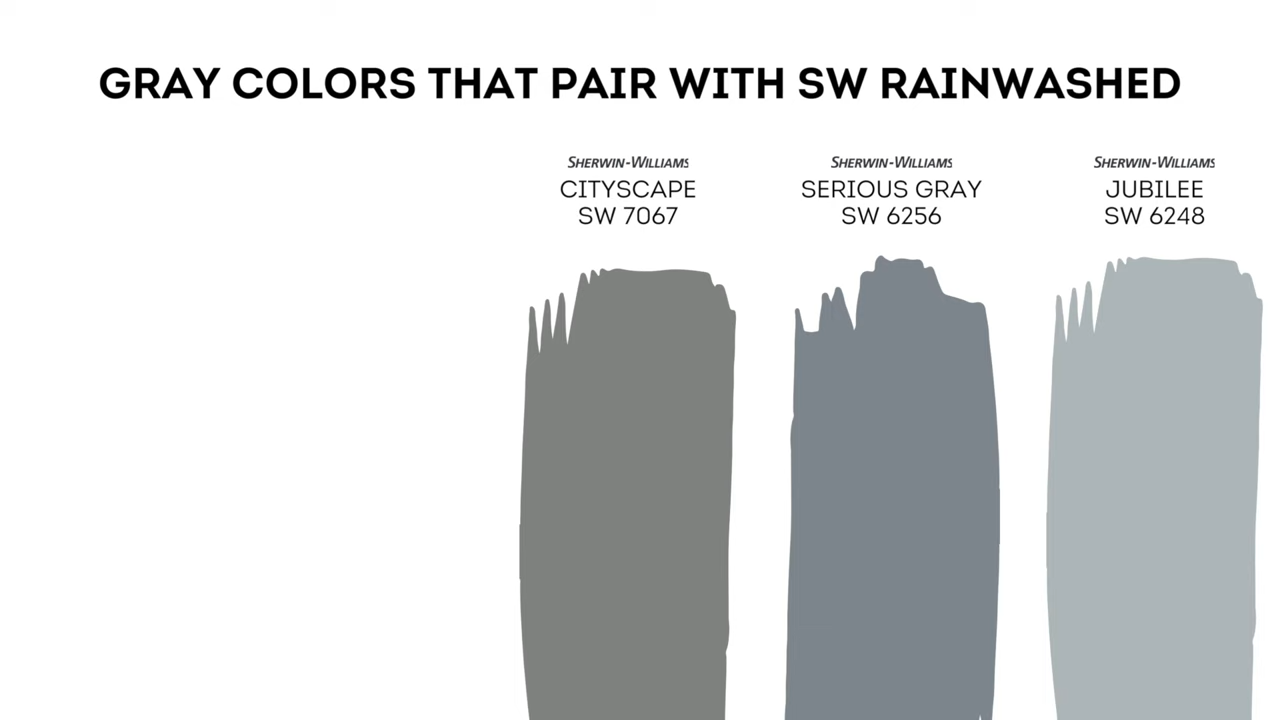 GRAY COLORS THAT PAIR WITH SW RAINWASHED
SHERWIN-WILLIAMS
CITYSCAPE
SW 7067
SHERWIN-WILLIAMS
SERIOUS GRAY
SW 6256
SHERWIN-WILLIAMS
JUBILEE
SW 6248